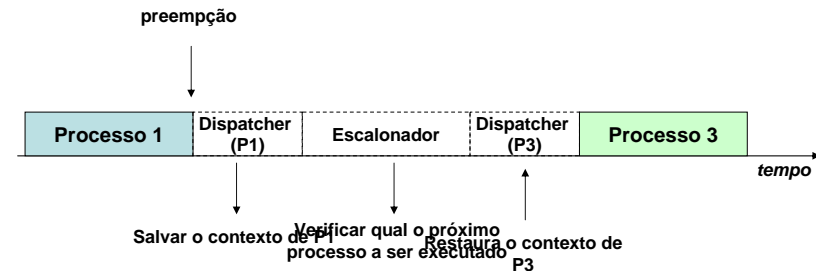 preempção
Processo 1
Dispatcher
(P1)
Escalonador
Dispatcher
(P3)
Processo 3
tempo
Salvar o contexto de P1
Verificar qual o próximo
processo a ser executado
Restaura o contexto de
P3